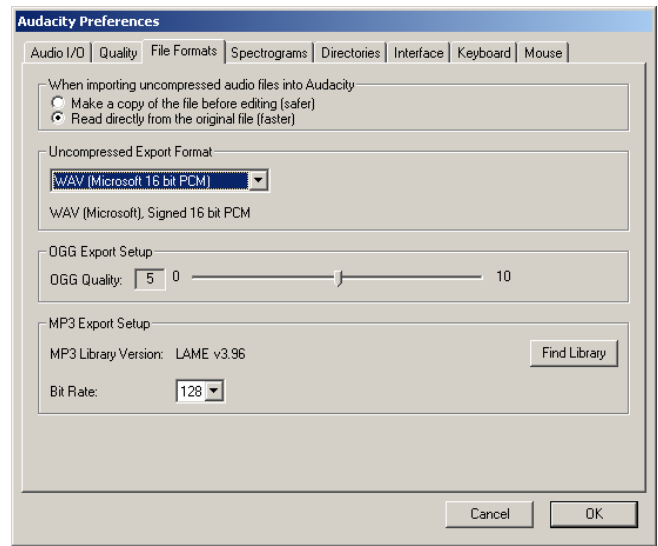 Audacity Preferences
Audio I/O Quality File Formats Spectrograms Directories Interface Keyboard Mouse
When importing uncompressed audio files into Audacity
Make a copy of the file before editing (safer)
Read directly from the original file (faster)
Uncompressed Export Format
WAV (Microsoft 16 bit PCM)
WAV (Microsoft), Signed 16 bit PCM
OGG Export Setup
OGG Quality: 5 0 10
MP3 Export Setup
MP3 Library Version: LAME v3.96 Find Library
Bit Rate: 128
Cancel OK